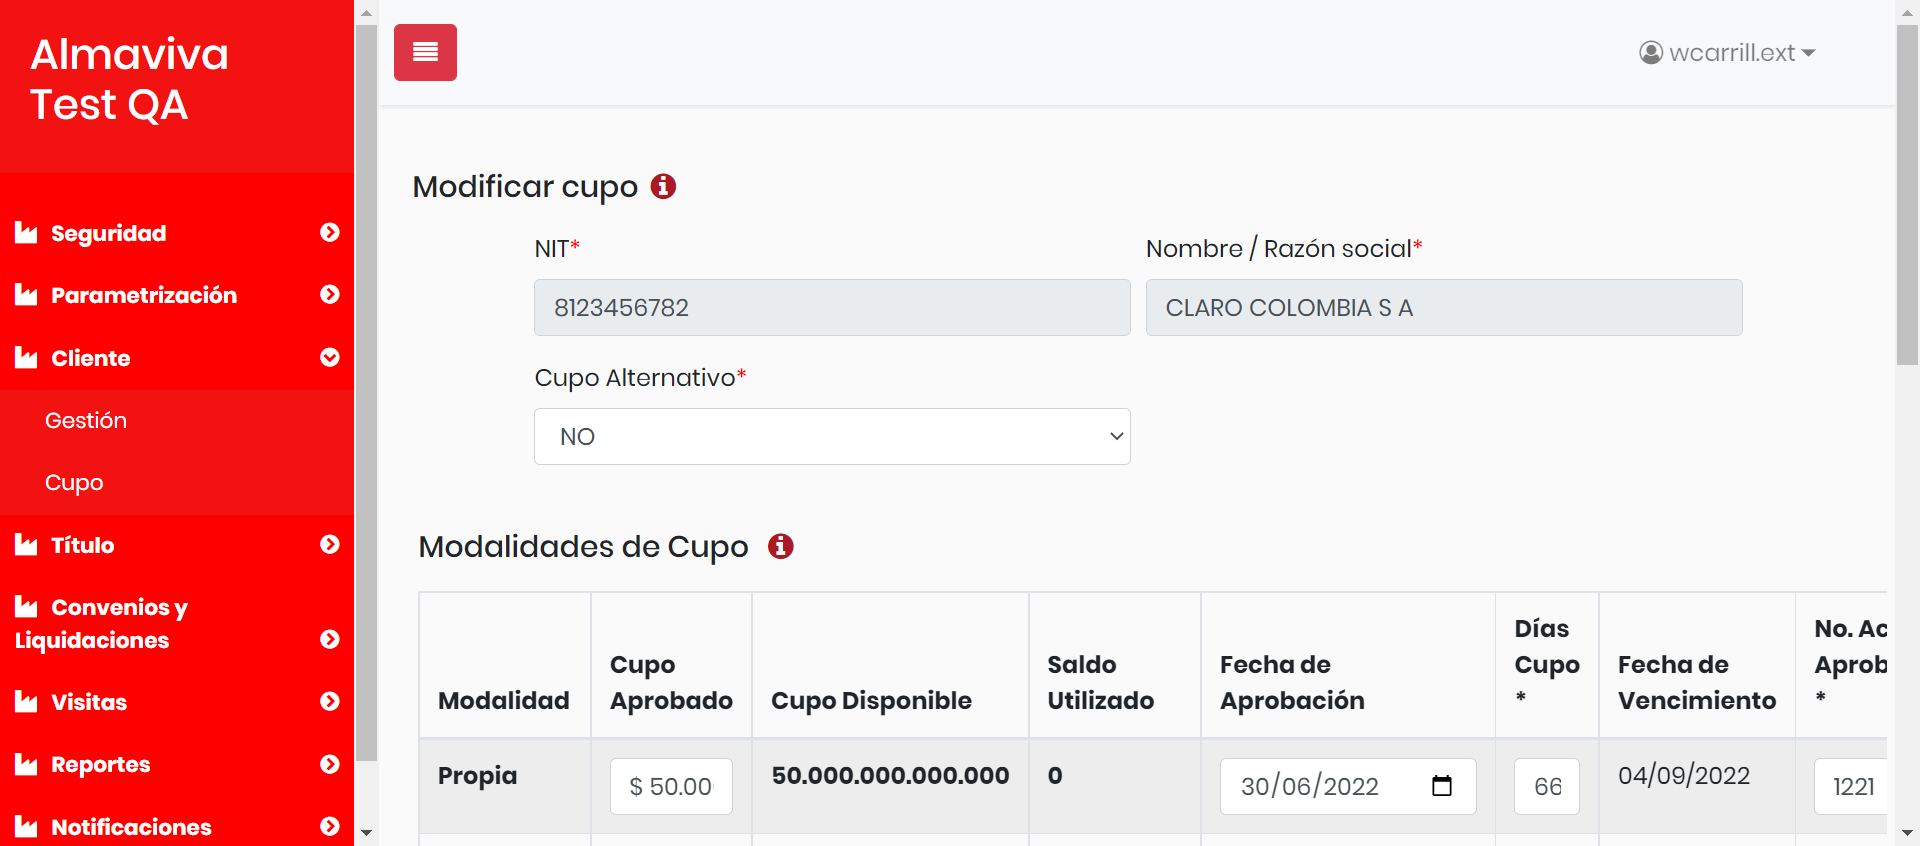 Almaviva
Test QA
wcarrill.ext
Seguridad
Parametrización
Cliente
Gestión
Cupo
Título
Convenios y
Liquidaciones
Visitas
Reportes
Notificaciones
Modificar cupo
NIT*
Nombre / Razón social*
8123456782
CLARO COLOMBIA S A
Cupo Alternativo*
NO
Modalidades de Cupo
Modalidad
Cupo
Aprobado
Cupo Disponible
Saldo
Utilizado
Fecha de
Aprobación
Días
Cupo
*
Fecha de
Vencimiento
No. Ac
Aprob
*
Propia
$ 50.00
50.000.000.000.000
0
30/06/2022
66
04/09/2022
1221